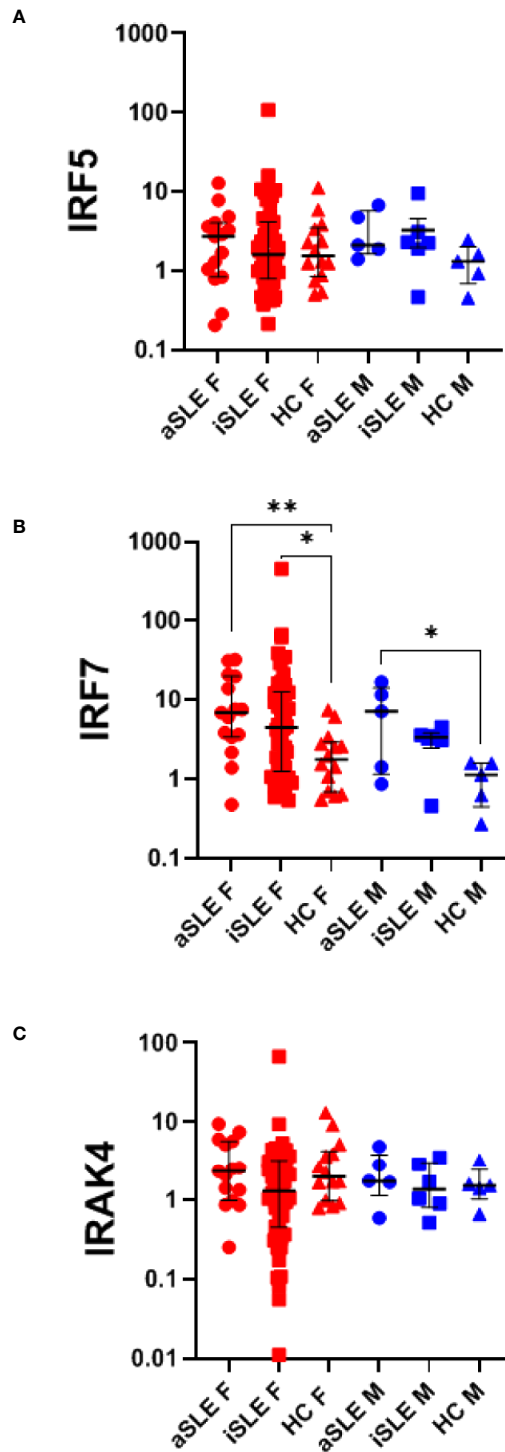 A
IRF5
1000
100
10
1
0.1
aSLE F
iSLE F
HC F
aSLE M
iSLE M
HC M
B
IRF7
**
*
*
1000
100
10
1
0.1
aSLE F
iSLE F
HC F
aSLE M
iSLE M
HC M
C
IRAK4
100
10
1
0.1
0.01
aSLE F
iSLE F
HC F
aSLE M
iSLE M
HC M